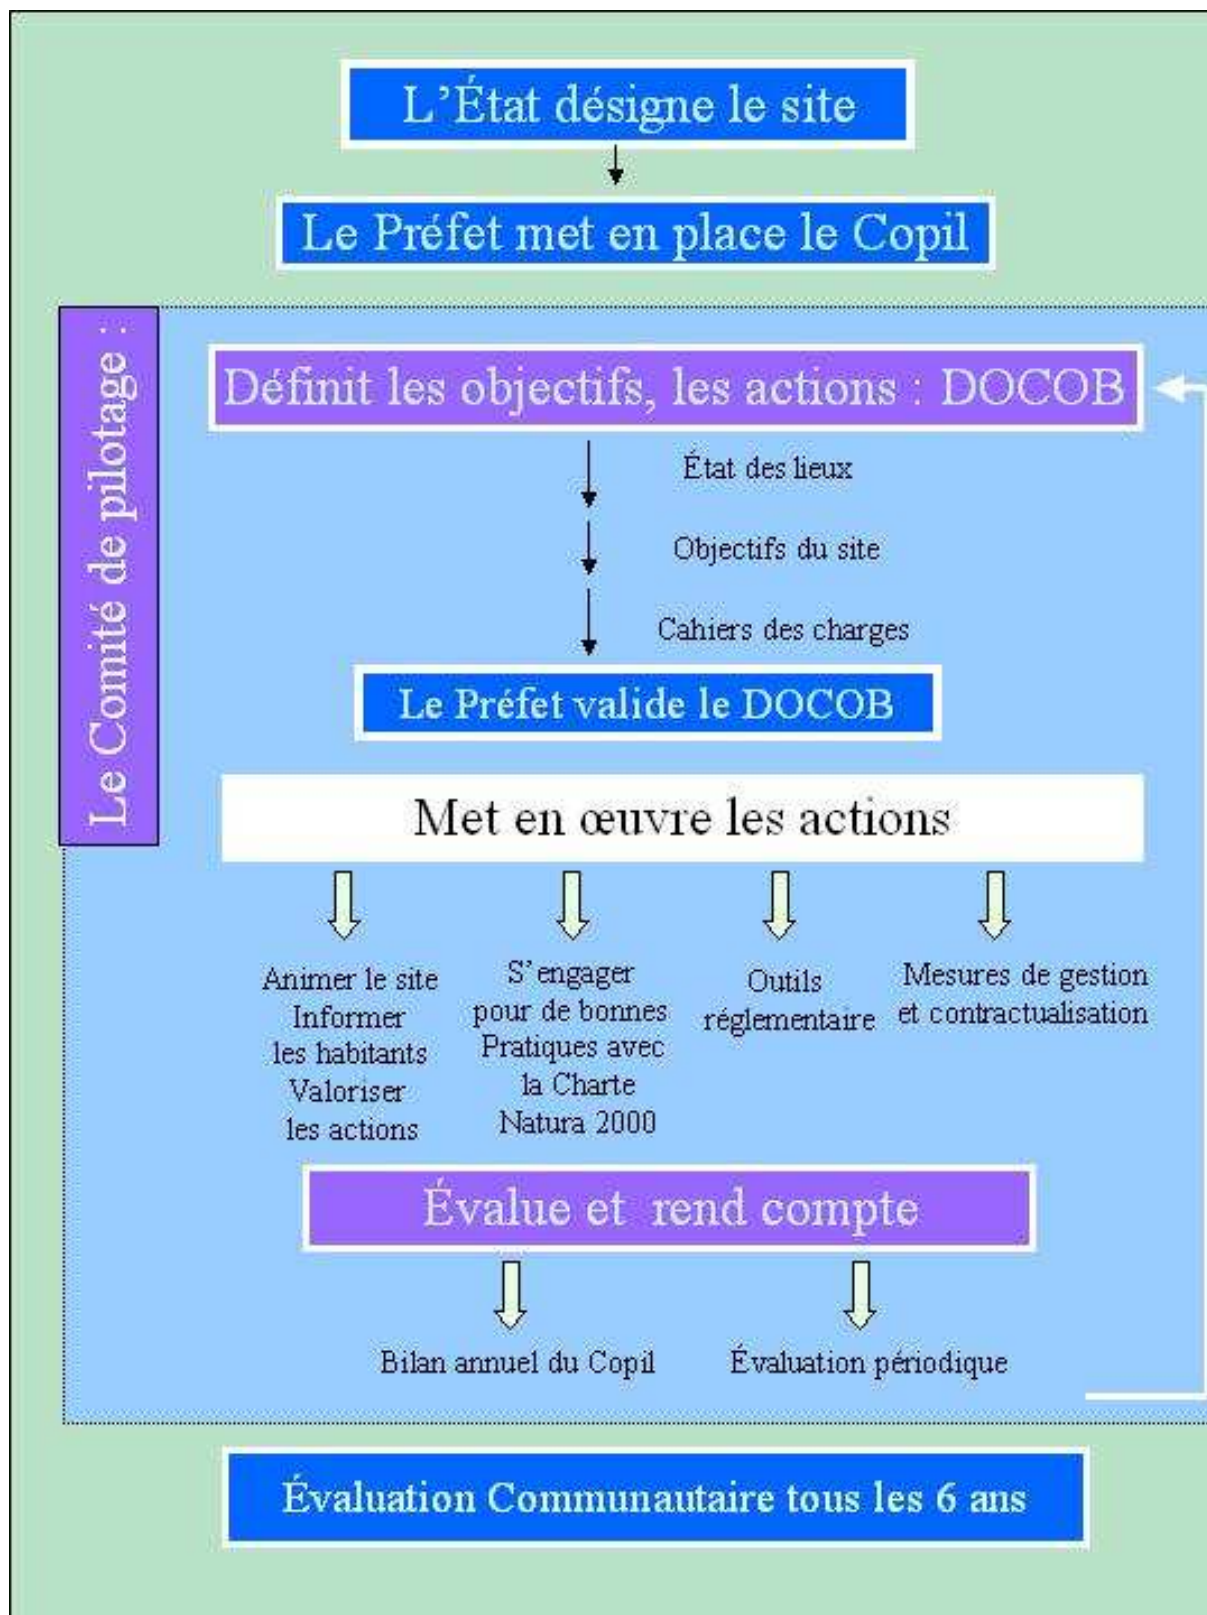 L’État désigne le site
Le Préfet met en place le Copil
Le Comité de pilotage :
Définit les objectifs, les actions : DOCOB
État des lieux
Objectifs du site
Cahiers des charges
Le Préfet valide le DOCOB
Met en œuvre les actions
Animer le site
Informer
les habitants
Valoriser
les actions
S’engager
pour de bonnes
Pratiques avec
la Charte
Natura 2000
Outils
réglementaire
Mesures de gestion
et contractualisation
Évalue et rend compte
Bilan annuel du Copil
Évaluation périodique
Évaluation Communautaire tous les 6 ans